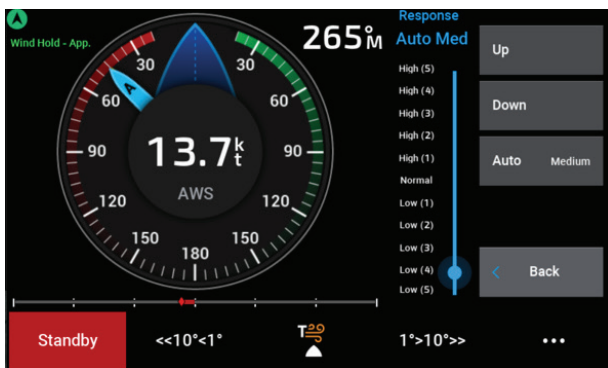 Wind Hold - App.
265°M
Response
Auto Med
30
30
60
60
90
90
120
120
150
150
180
13.7kt
AWS
A
High (5)
High (4)
High (3)
High (2)
High (1)
Normal
Low (1)
Low (2)
Low (3)
Low (4)
Low (5)
Up
Down
Auto Medium
Back
Standby
<<10°<1°
T
1°>10°>>